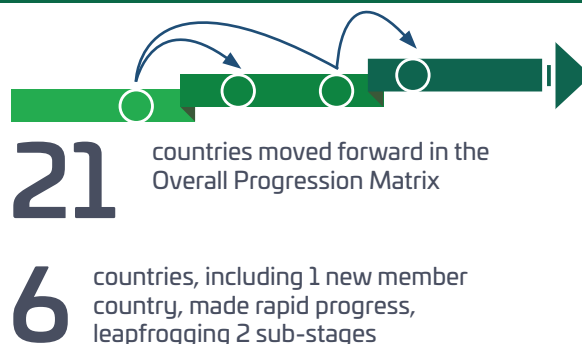 21
countries moved forward in the
Overall Progression Matrix
6
countries, including 1 new member
country, made rapid progress,
leapfrogging 2 sub-stages